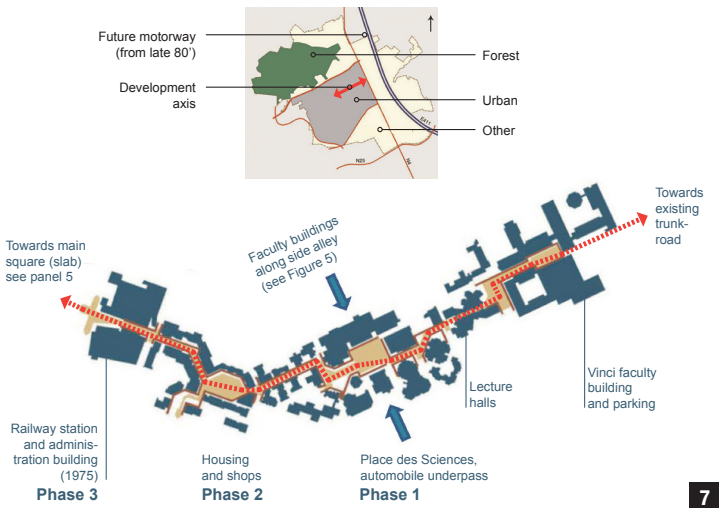 Future motorway
(from late 80')
Development
axis
Forest
Urban
Other
E411
N25
N4
Towards
existing
trunk-
road
Faculty buildings
along side alley
(see Figure 5)
Towards main
square (slab)
see panel 5
Lecture
halls
Vinci faculty
building
and parking
Railway station
and adminis-
tration building
(1975)
Phase 3
Housing
and shops
Phase 2
Place des Sciences,
automobile underpass
Phase 1
7